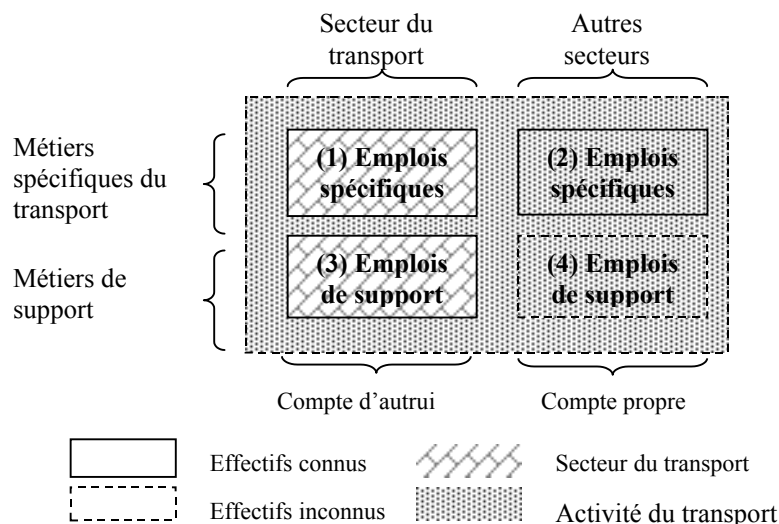 Secteur du
transport
Autres
secteurs
Métiers
spécifiques du
transport
(1) Emplois
spécifiques
(2) Emplois
spécifiques
Métiers de
support
(3) Emplois
de support
(4) Emplois
de support
Compte d’autrui
Compte propre
Effectifs connus
Secteur du transport
Effectifs inconnus
Activité du transport